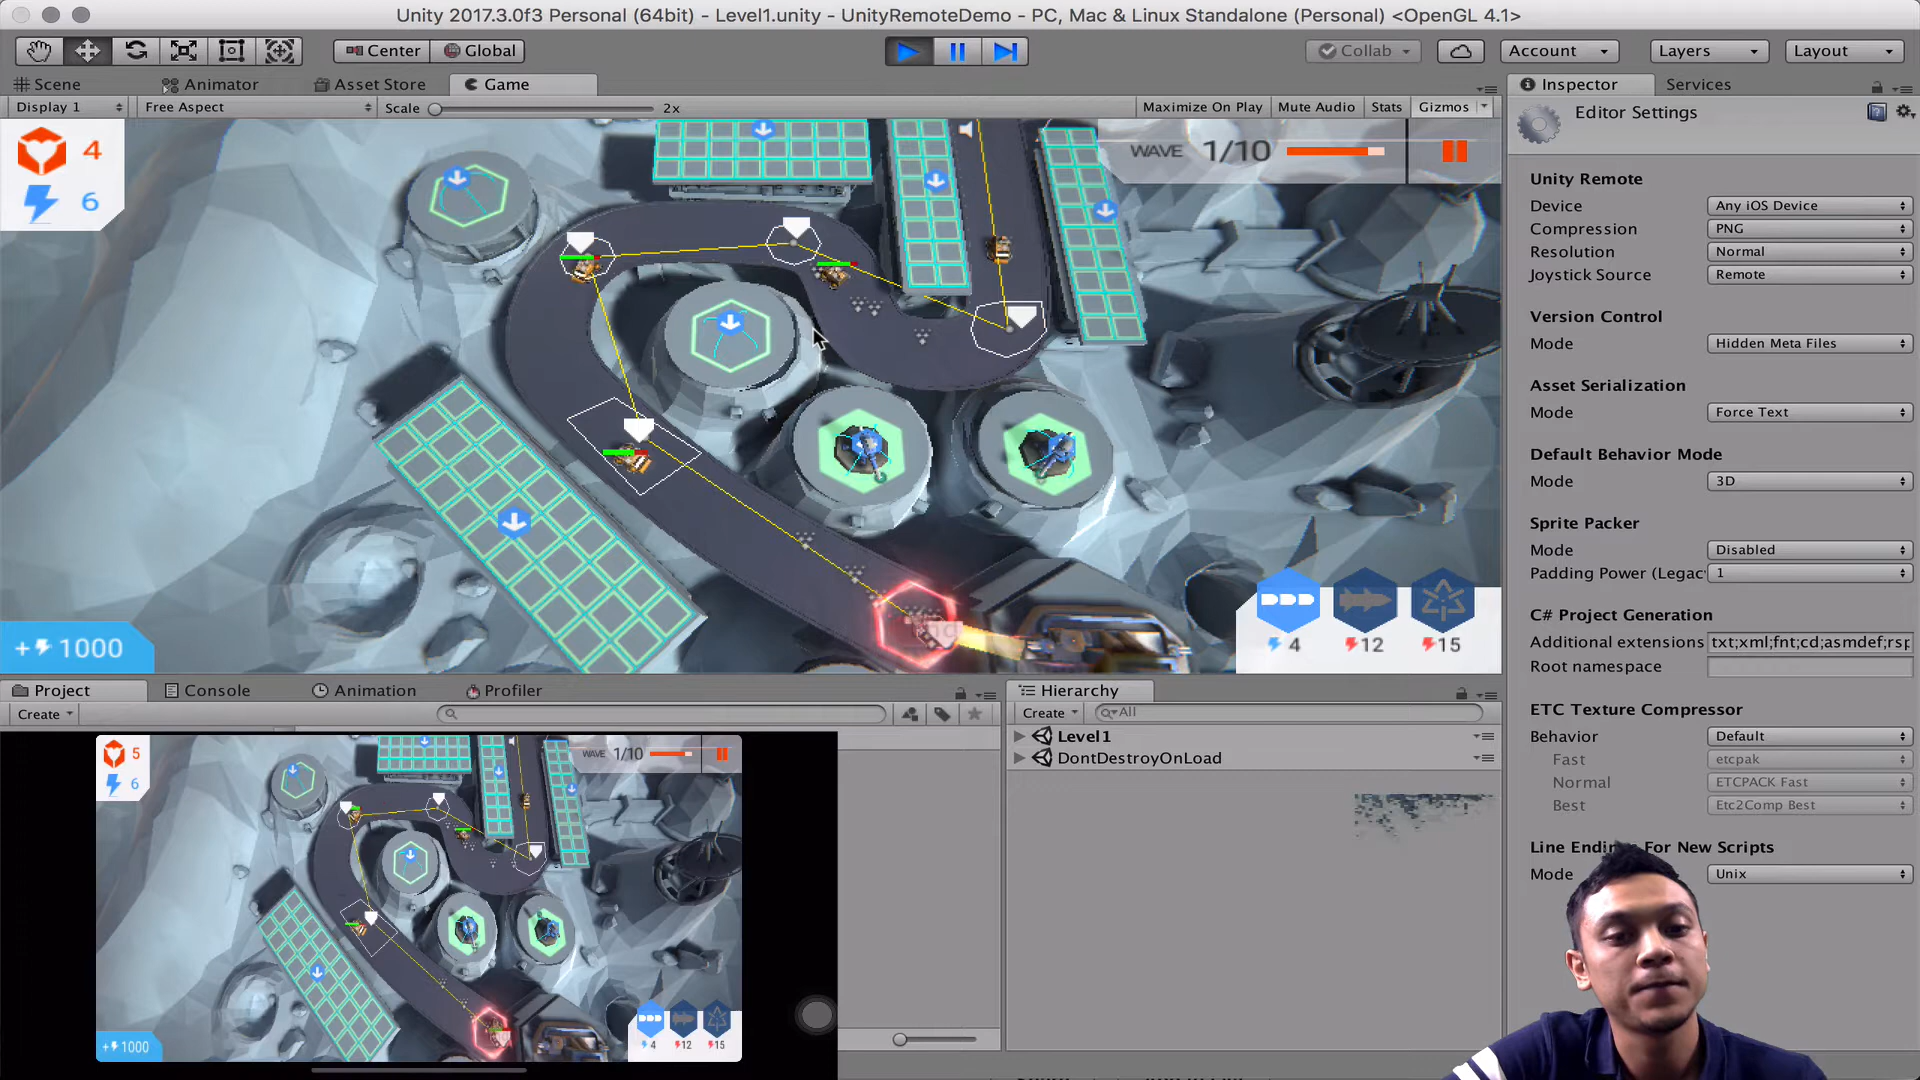 Unity 2017.3.0f3 Personal (64bit) - Level1.unity - UnityRemoteDemo - PC, Mac & Linux Standalone (Personal) <OpenGL 4.1>
Center Global Collab Account Layers Layout
Scene Animator Asset Store Game
Display 1 Free Aspect Scale 2x Maximize On Play Mute Audio Stats Gizmos
4
6
WAVE 1/10
+ 1000
4 12 15
Project Console Animation Profiler
Create
5
6
WAVE 1/10
+ 1000
4 12 15
Hierarchy
Create All
Level1
DontDestroyOnLoad
Inspector Services
Editor Settings
Unity Remote
Device Any iOS Device
Compression PNG
Resolution Normal
Joystick Source Remote
Version Control
Mode Hidden Meta Files
Asset Serialization
Mode Force Text
Default Behavior Mode
Mode 3D
Sprite Packer
Mode Disabled
Padding Power (Legac 1
C# Project Generation
Additional extensions txt;xml;fnt;cd;asmdef;rsp
Root namespace
ETC Texture Compressor
Behavior Default
Fast etcpak
Normal ETCPACK Fast
Best Etc2Comp Best
Line Endings For New Scripts
Mode Unix